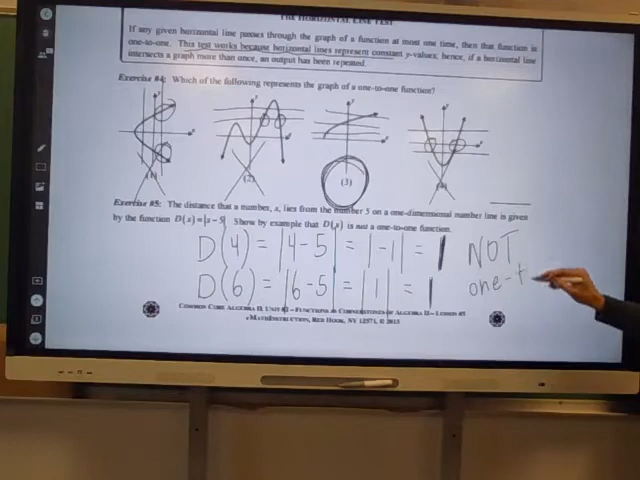 THE HORIZONTAL LINE TEST
If any given horizontal line passes through the graph of a function at most one time, then that function is
one-to-one. This test works because horizontal lines represent constant y-values; hence, if a horizontal line
intersects a graph more than once, an output has been repeated.
Exercise #4: Which of the following represents the graph of a one-to-one function?
y y y y
x x x x
(1) (2) (3) (4)
Exercise #5: The distance that a number, x, lies from the number 5 on a one-dimensional number line is given
by the function D(x)=|x-5|. Show by example that D(x) is not a one-to-one function.
D(4) = |4-5| = |-1| = 1 NOT
D(6) = |6-5| = |1| = 1 one-t
COMMON CORE ALGEBRA II, UNIT #2 – FUNCTIONS AS CORNERSTONES OF ALGEBRA II – LESSON #5
eMATHINSTRUCTION, RED HOOK, NY 12571, © 2015